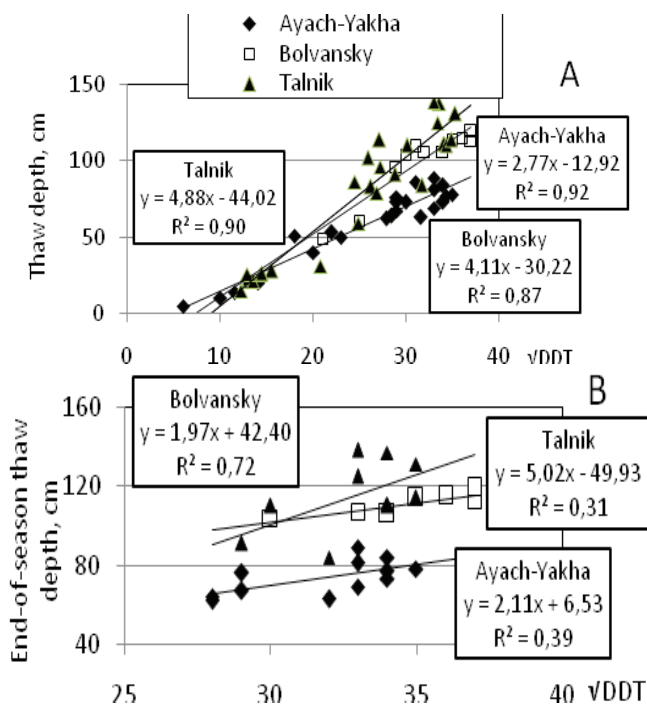 Ayach-Yakha
Bolvansky
Talnik
A
Thaw depth, cm
150
100
50
0
Talnik
y = 4,88x - 44,02
R² = 0,90
Ayach-Yakha
y = 2,77x -12,92
R² = 0,92
Bolvansky
y = 4,11x - 30,22
R² = 0,87
0 10 20 30 40 √DDT
B
End-of-season thaw
depth, cm
160
120
80
40
Bolvansky
y = 1,97x + 42,40
R² = 0,72
Talnik
y = 5,02x - 49,93
R² = 0,31
Ayach-Yakha
y = 2,11x + 6,53
R² = 0,39
25 30 35 40 √DDT